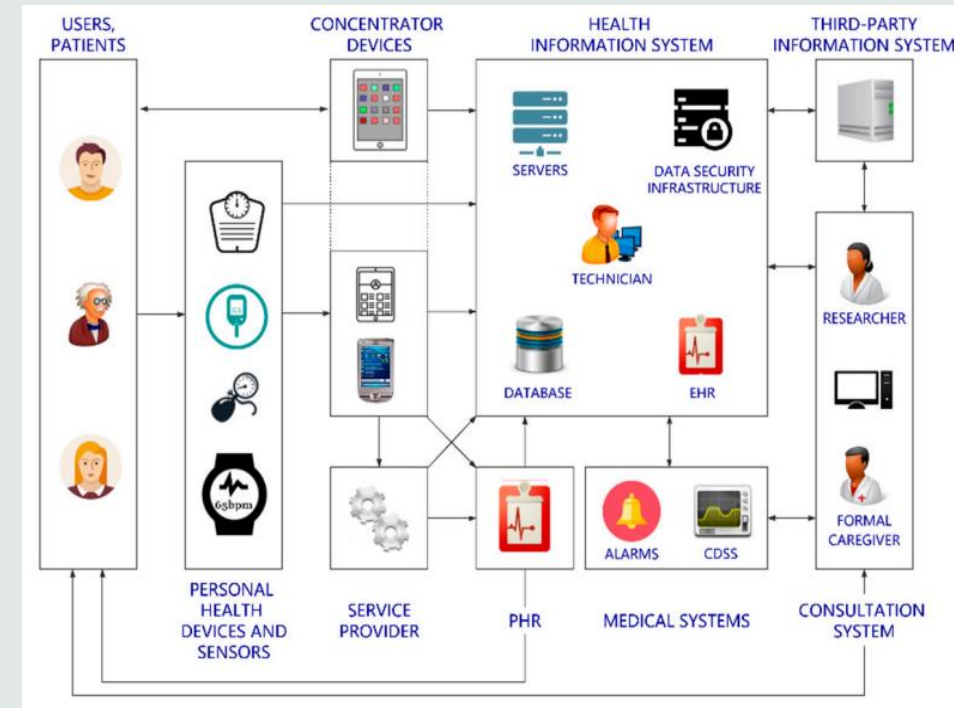 USERS,
PATIENTS
CONCENTRATOR
DEVICES
HEALTH
INFORMATION SYSTEM
THIRD-PARTY
INFORMATION SYSTEM
SERVERS
DATA SECURITY
INFRASTRUCTURE
TECHNICIAN
DATABASE
EHR
RESEARCHER
FORMAL
CAREGIVER
65bpm
ALARMS
CDSS
PERSONAL
HEALTH
DEVICES AND
SENSORS
SERVICE
PROVIDER
PHR
MEDICAL SYSTEMS
CONSULTATION
SYSTEM